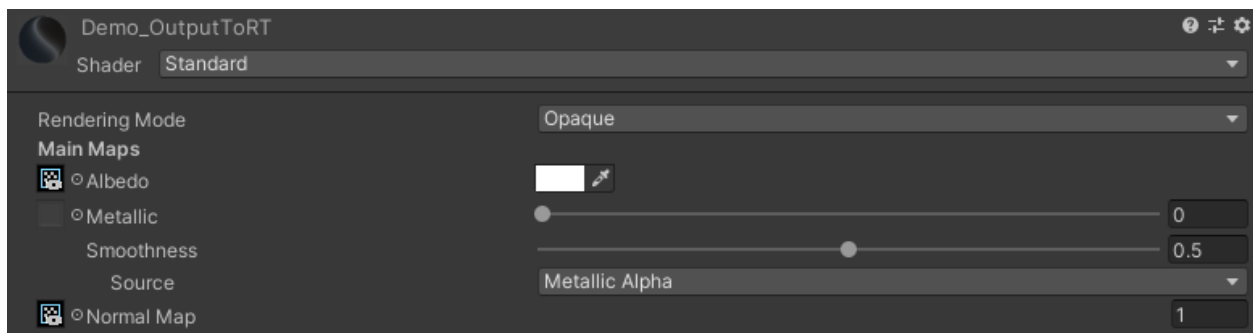 Demo_OutputToRT
Shader Standard
Rendering Mode Opaque
Main Maps
Albedo
Metallic 0
Smoothness 0.5
Source Metallic Alpha
Normal Map 1